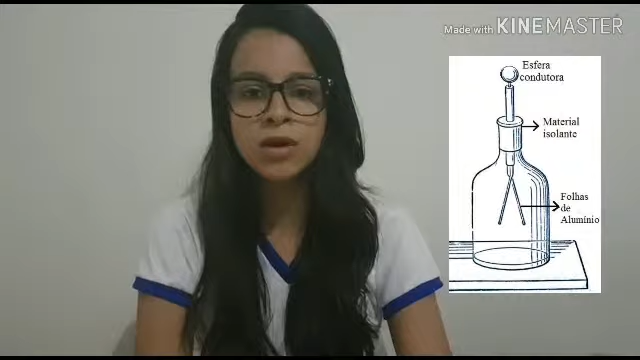 Made with KINEMASTER
Esfera
condutora
Material
isolante
Folhas
de
Alumínio